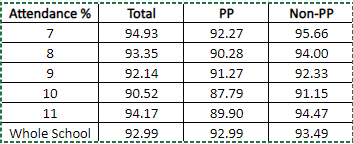 Attendance % Total PP Non-PP
7 94.93 92.27 95.66
8 93.35 90.28 94.00
9 92.14 91.27 92.33
10 90.52 87.79 91.15
11 94.17 89.90 94.47
Whole School 92.99 92.99 93.49